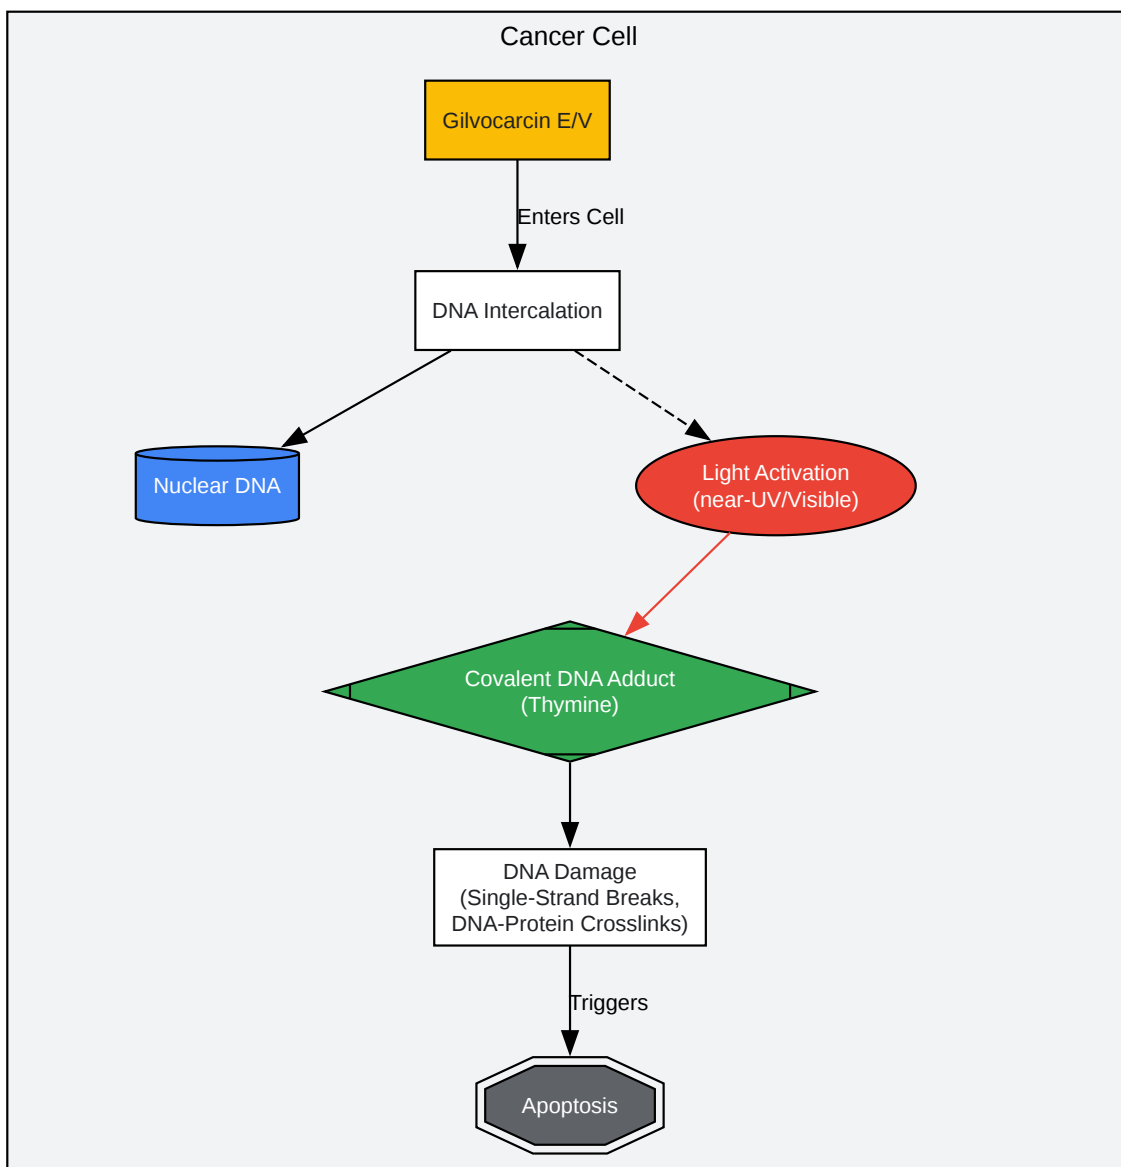 Cancer Cell
Gilvocarcin E/V
Enters Cell
DNA Intercalation
Nuclear DNA
Light Activation
(near-UV/Visible)
Covalent DNA Adduct
(Thymine)
DNA Damage
(Single-Strand Breaks,
DNA-Protein Crosslinks)
Triggers
Apoptosis